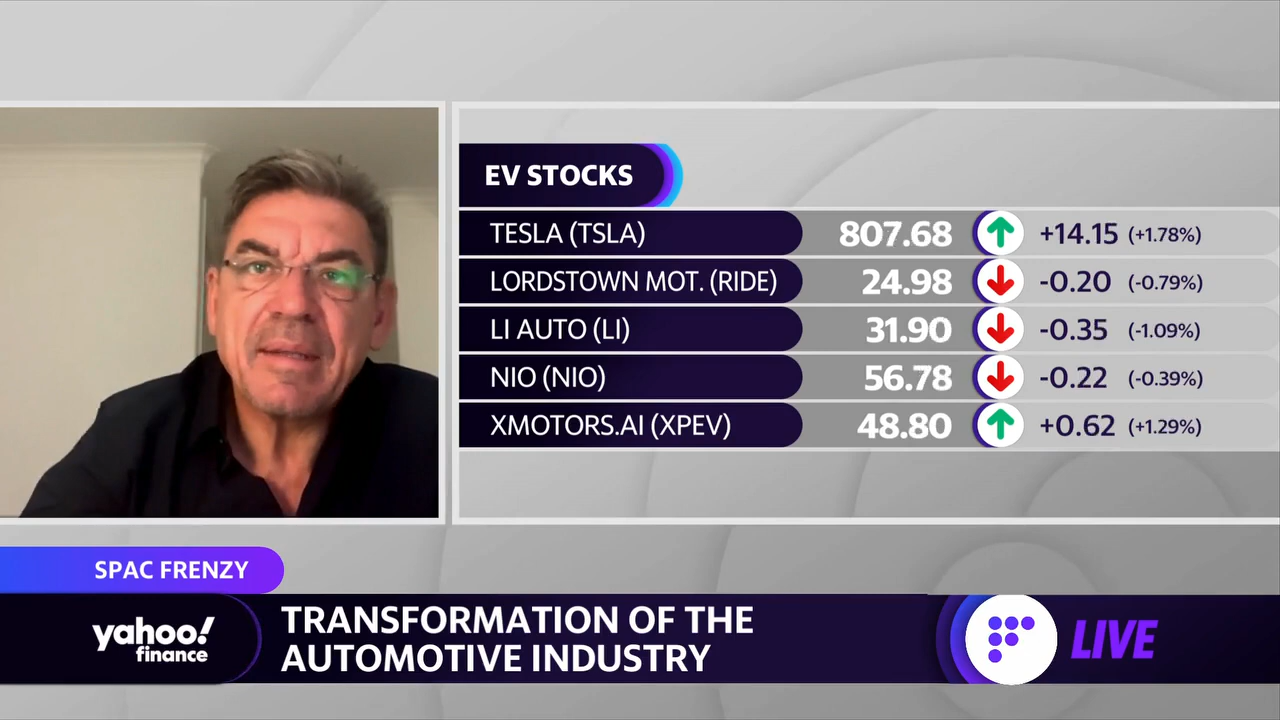 EV STOCKS
TESLA (TSLA) 807.68 +14.15 (+1.78%)
LORDSTOWN MOT. (RIDE) 24.98 -0.20 (-0.79%)
LI AUTO (LI) 31.90 -0.35 (-1.09%)
NIO (NIO) 56.78 -0.22 (-0.39%)
XMOTORS.AI (XPEV) 48.80 +0.62 (+1.29%)
SPAC FRENZY
yahoo!
finance
TRANSFORMATION OF THE
AUTOMOTIVE INDUSTRY
LIVE